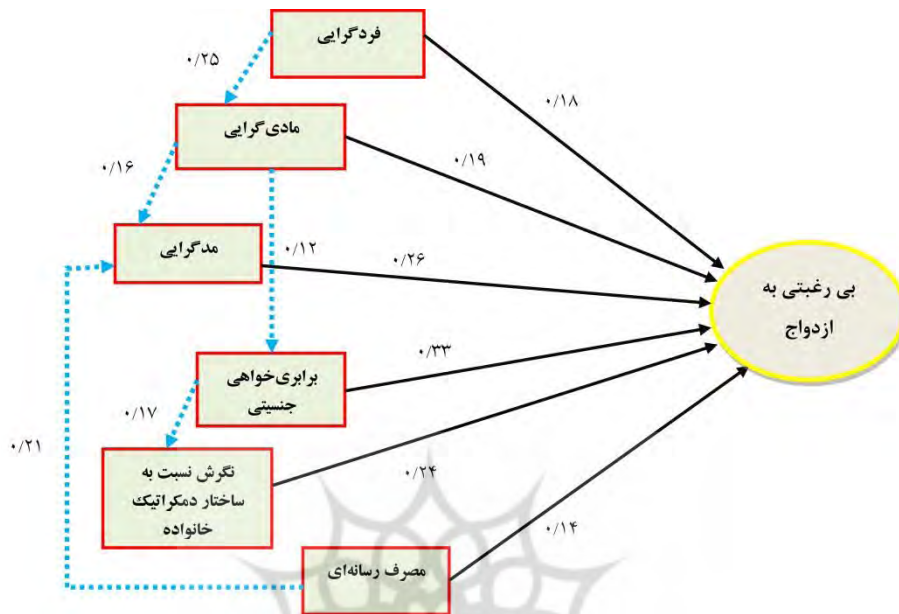 فردگرایی
۰/۲۵
۰/۱۸
مادی‌گرایی
۰/۱۹
۰/۱۶
مدگرایی
۰/۱۲
۰/۲۶
بی رغبتی به
ازدواج
۰/۳۳
برابری‌خواهی
جنسیتی
۰/۱۷
۰/۲۱
نگرش نسبت به
ساختار دمکراتیک
خانواده
۰/۲۴
۰/۱۴
مصرف رسانه‌ای